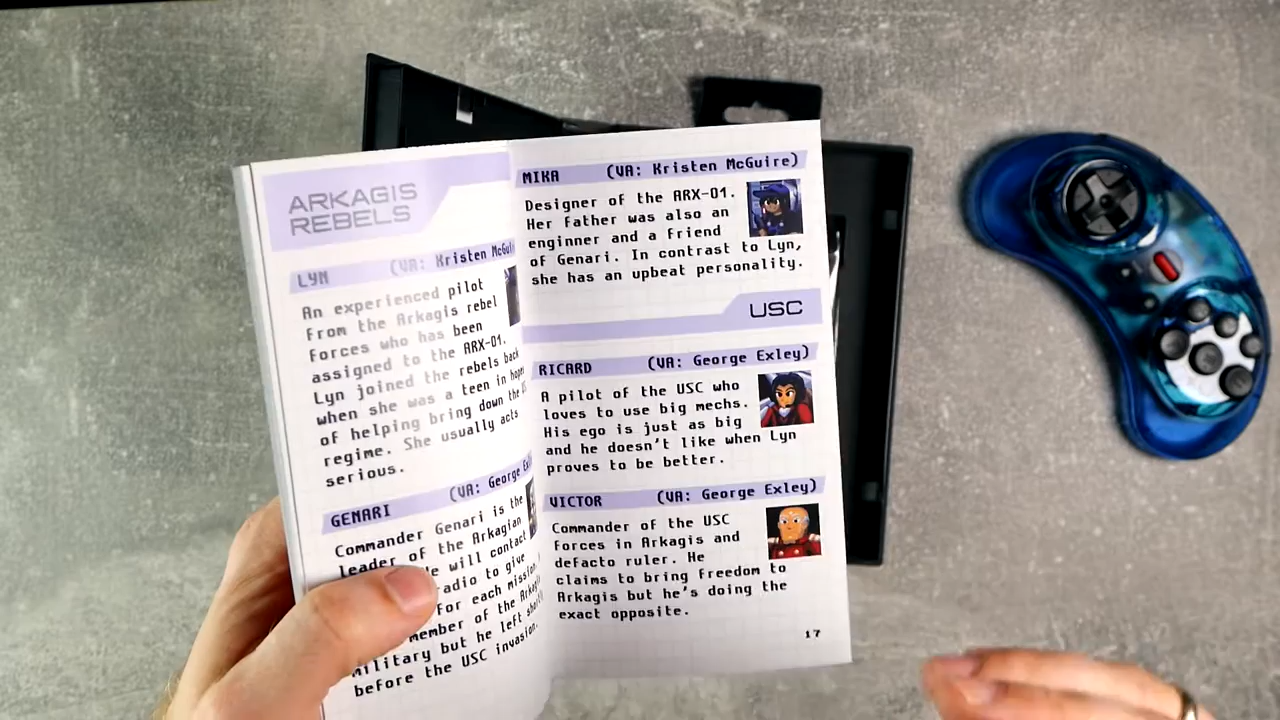 ARKAGIS
REBELS
LYN (VA: Kristen McGui
An experienced pilot
from the Arkagis rebel
forces who has been
assigned to the ARX-01.
Lyn joined the rebels back
when she was a teen in hopes
of helping bring down the
regime. She usually acts
serious.
GENARI (VA: George Exl
Commander Genari is the
leader of the Arkagian
will contact
radio to give
for each mission.
member of the Arkagis
military but he left
before the USC invasion.
MIKA (VA: Kristen McGuire)
Designer of the ARX-01.
Her father was also an
enginner and a friend
of Genari. In contrast to Lyn,
she has an upbeat personality.
USC
RICARD (VA: George Exley)
A pilot of the USC who
loves to use big mechs.
His ego is just as big
and he doesn't like when Lyn
proves to be better.
VICTOR (VA: George Exley)
Commander of the USC
forces in Arkagis and
defacto ruler. He
claims to bring freedom to
Arkagis but he's doing the
exact opposite.
17